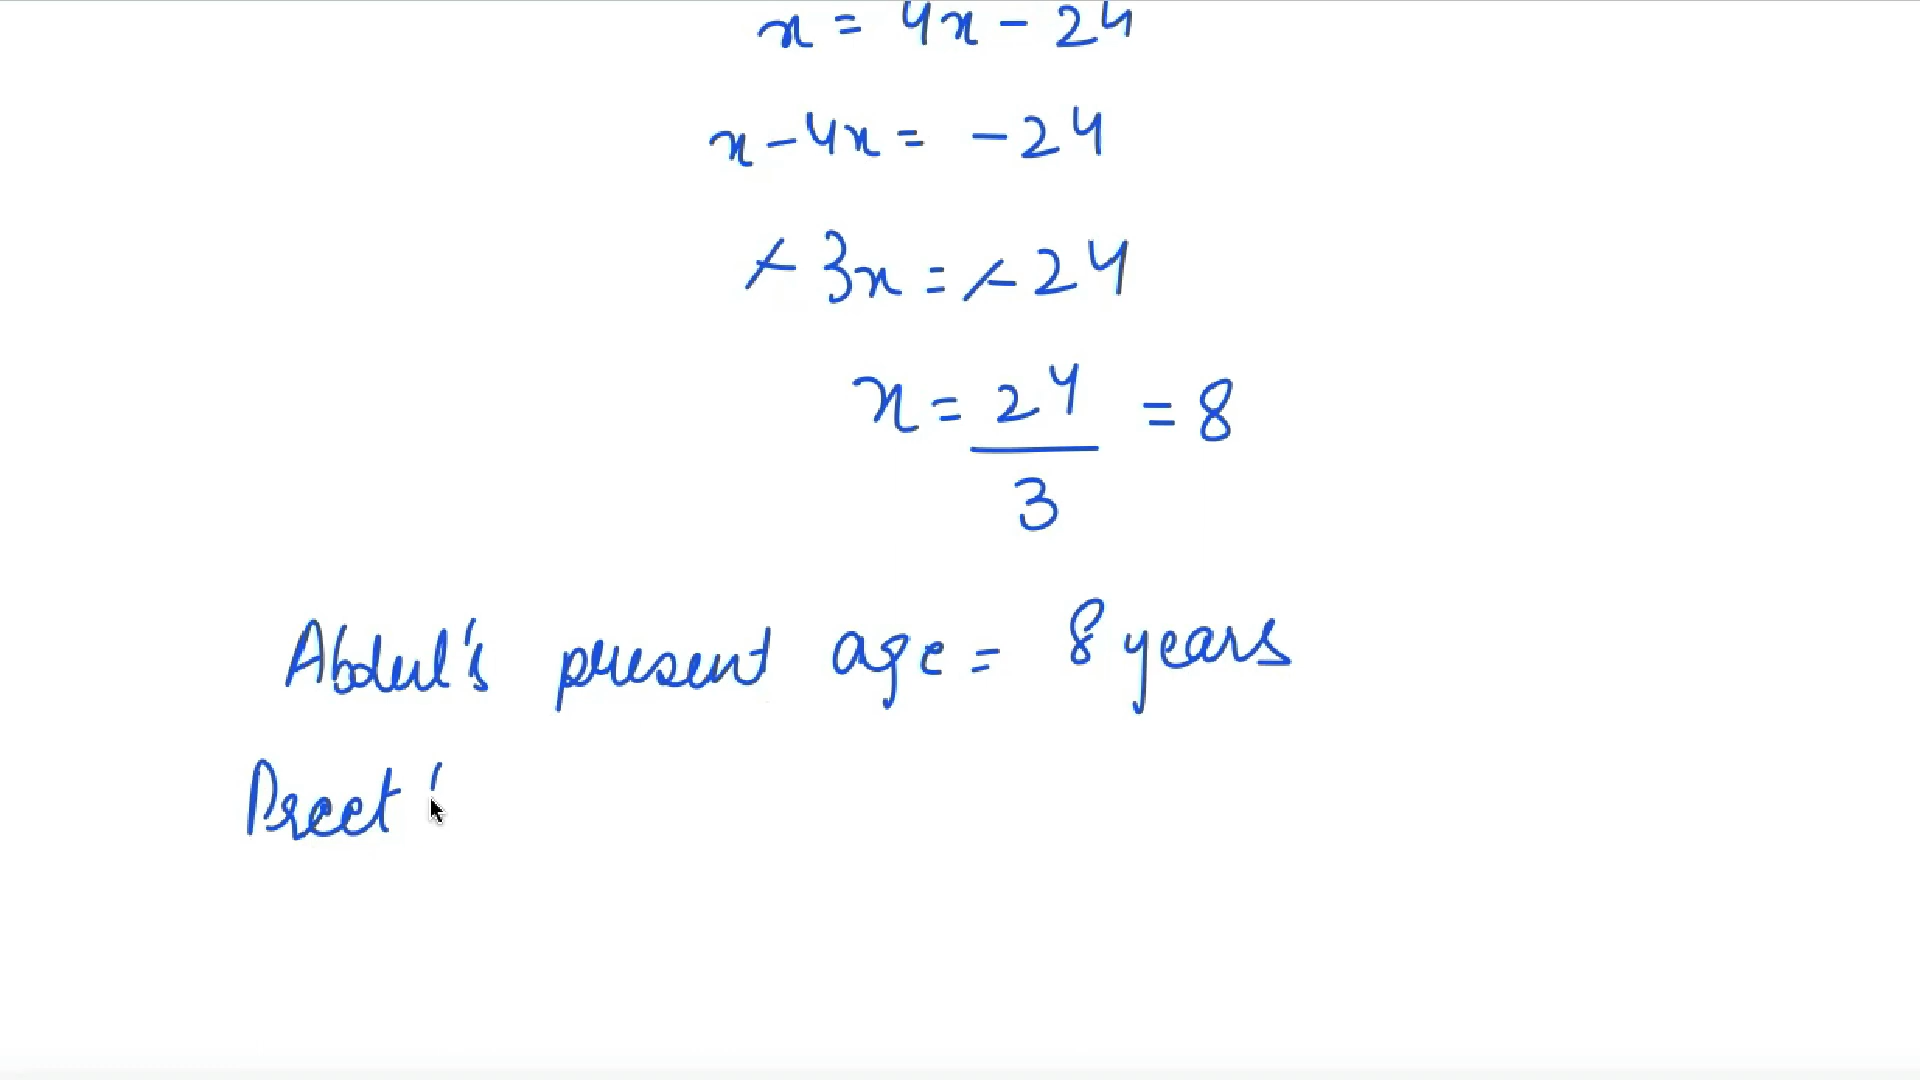 x = 4x - 24
x - 4x = - 24
- 3x = - 24
x = 24/3 = 8
Abdul's present age = 8 years
Preet '